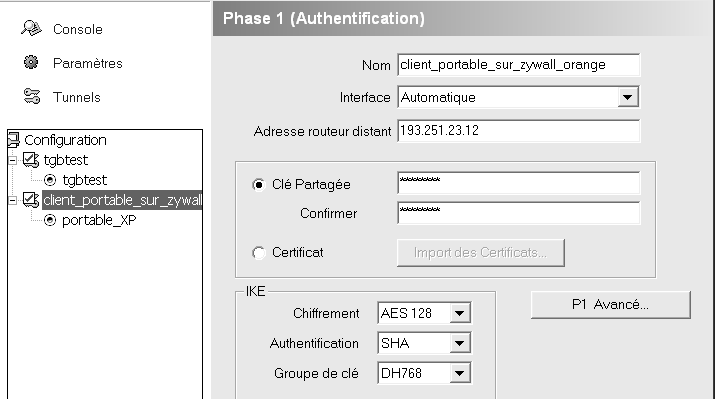 Console
Paramètres
Tunnels
Configuration
tgbtest
tgbtest
client_portable_sur_zywall
portable_XP
Phase 1 (Authentification)
Nom client_portable_sur_zywall_orange
Interface Automatique
Adresse routeur distant 193.251.23.12
Clé Partagée ********
Confirmer ********
Certificat Import des Certificats...
IKE
Chiffrement AES 128
Authentification SHA
Groupe de clé DH768
P1 Avancé...